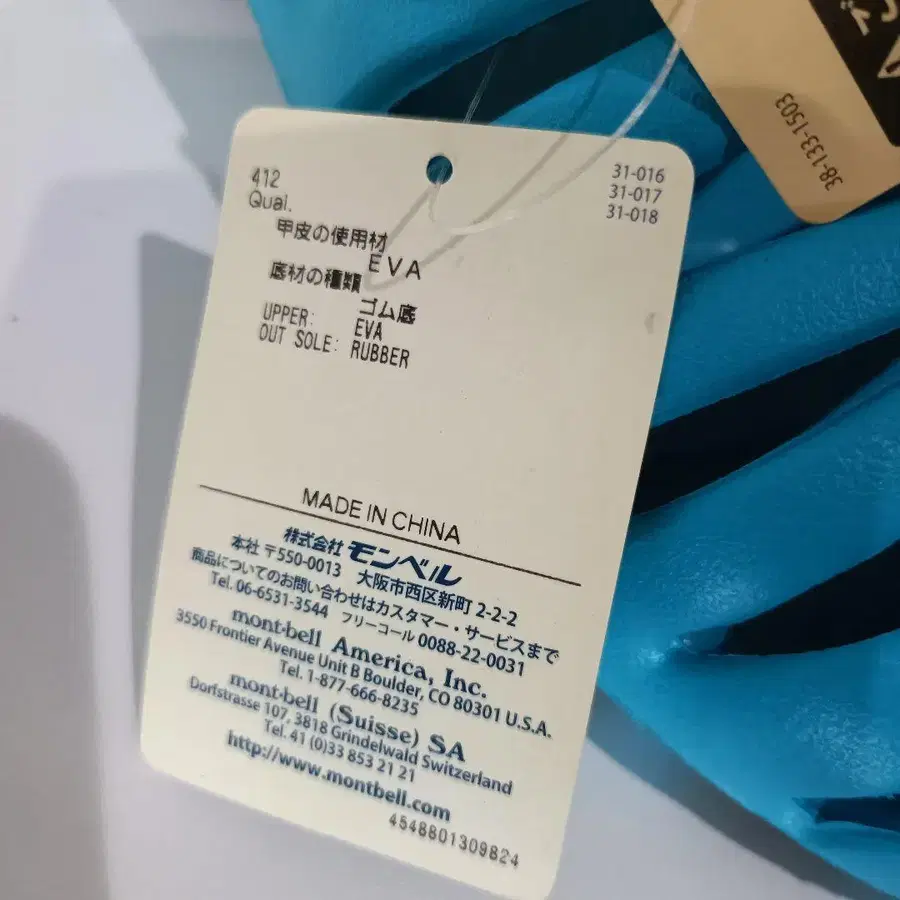 412
Qual.
31-016
31-017
31-018
甲皮の使用材
EVA
底材の種類
ゴム底
UPPER: EVA
OUT SOLE: RUBBER
MADE IN CHINA
株式会社 モンベル
本社 〒550-0013 大阪市西区新町 2-2-2
商品についてのお問い合わせはカスタマー・サービスまで
Tel. 06-6531-3544 フリーコール 0088-22-0031
mont-bell America, Inc.
3550 Frontier Avenue Unit B Boulder, CO 80301 U.S.A.
Tel. 1-877-666-8235
mont-bell (Suisse) SA
Dorfstrasse 107, 3818 Grindelwald Switzerland
Tel. 41 (0)33 853 21 21
http://www.montbell.com
4548801309824
38-133-1503